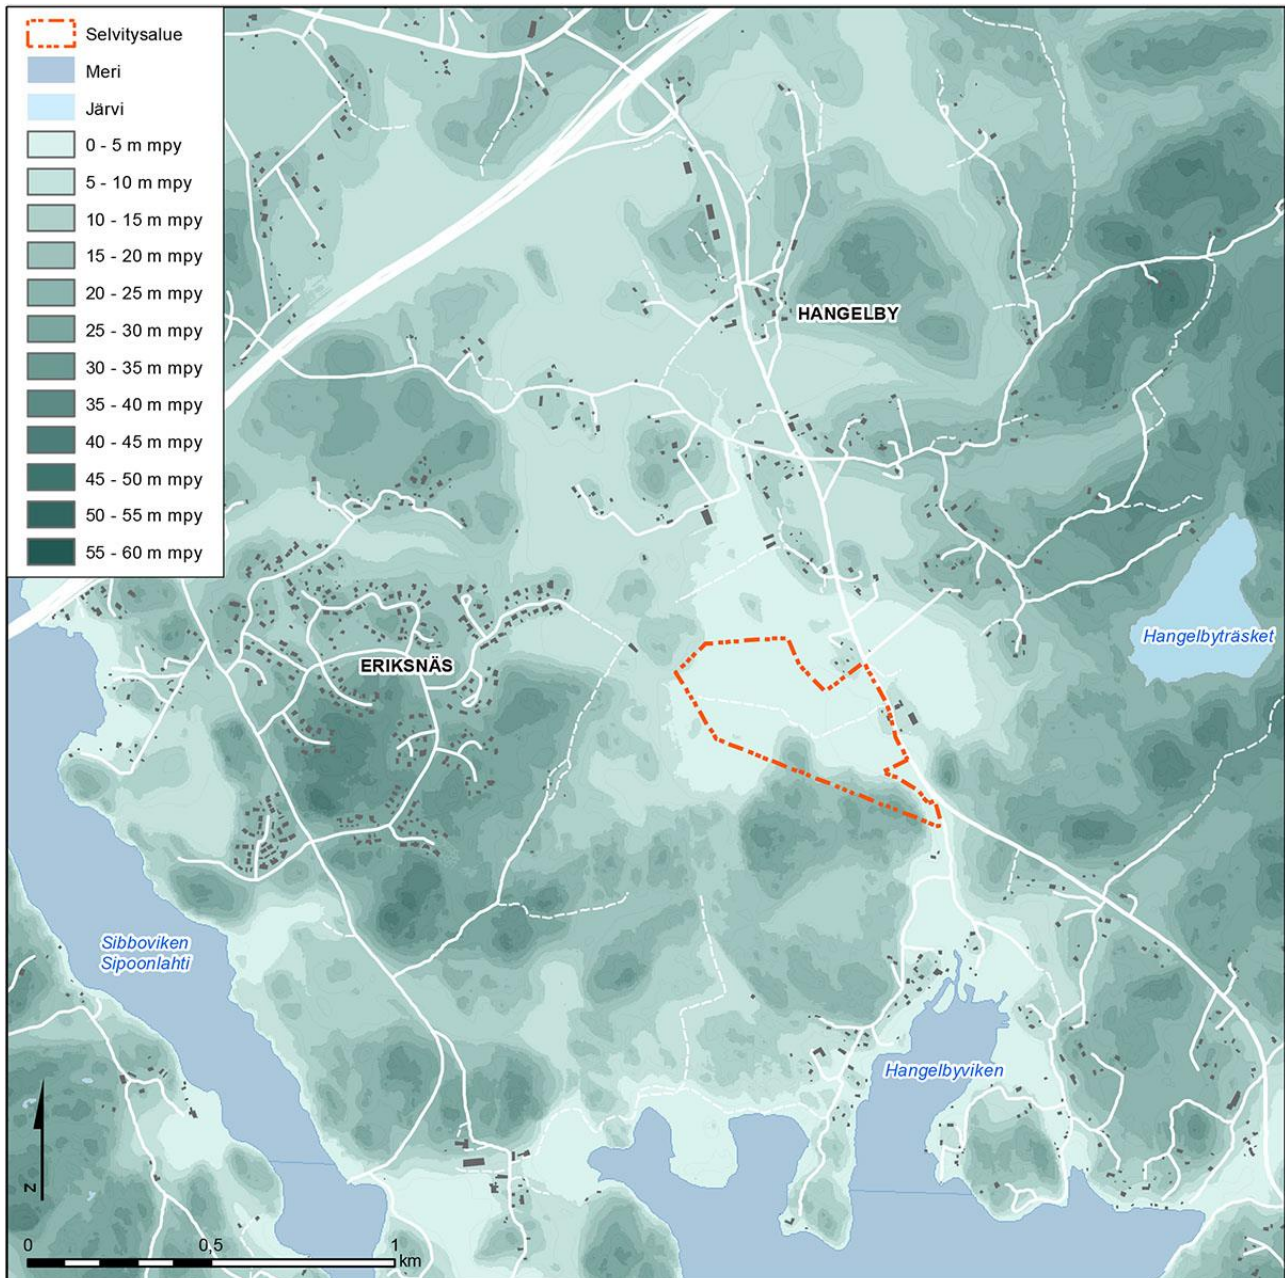 Selvitysalue
Meri
Järvi
0 - 5 m mpy
5 - 10 m mpy
10 - 15 m mpy
15 - 20 m mpy
20 - 25 m mpy
25 - 30 m mpy
30 - 35 m mpy
35 - 40 m mpy
40 - 45 m mpy
45 - 50 m mpy
50 - 55 m mpy
55 - 60 m mpy
HANGELBY
Hangelbyträsket
ERIKSNÄS
Sibboviken
Sipoonlahti
Hangelbyviken
N
0 0,5 1
km